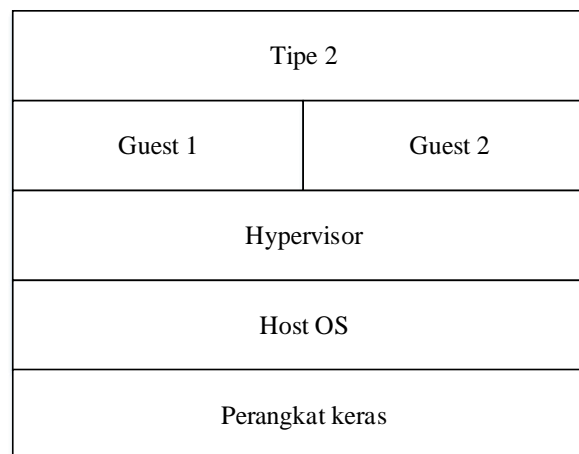 Tipe 2
Guest 1
Guest 2
Hypervisor
Host OS
Perangkat keras